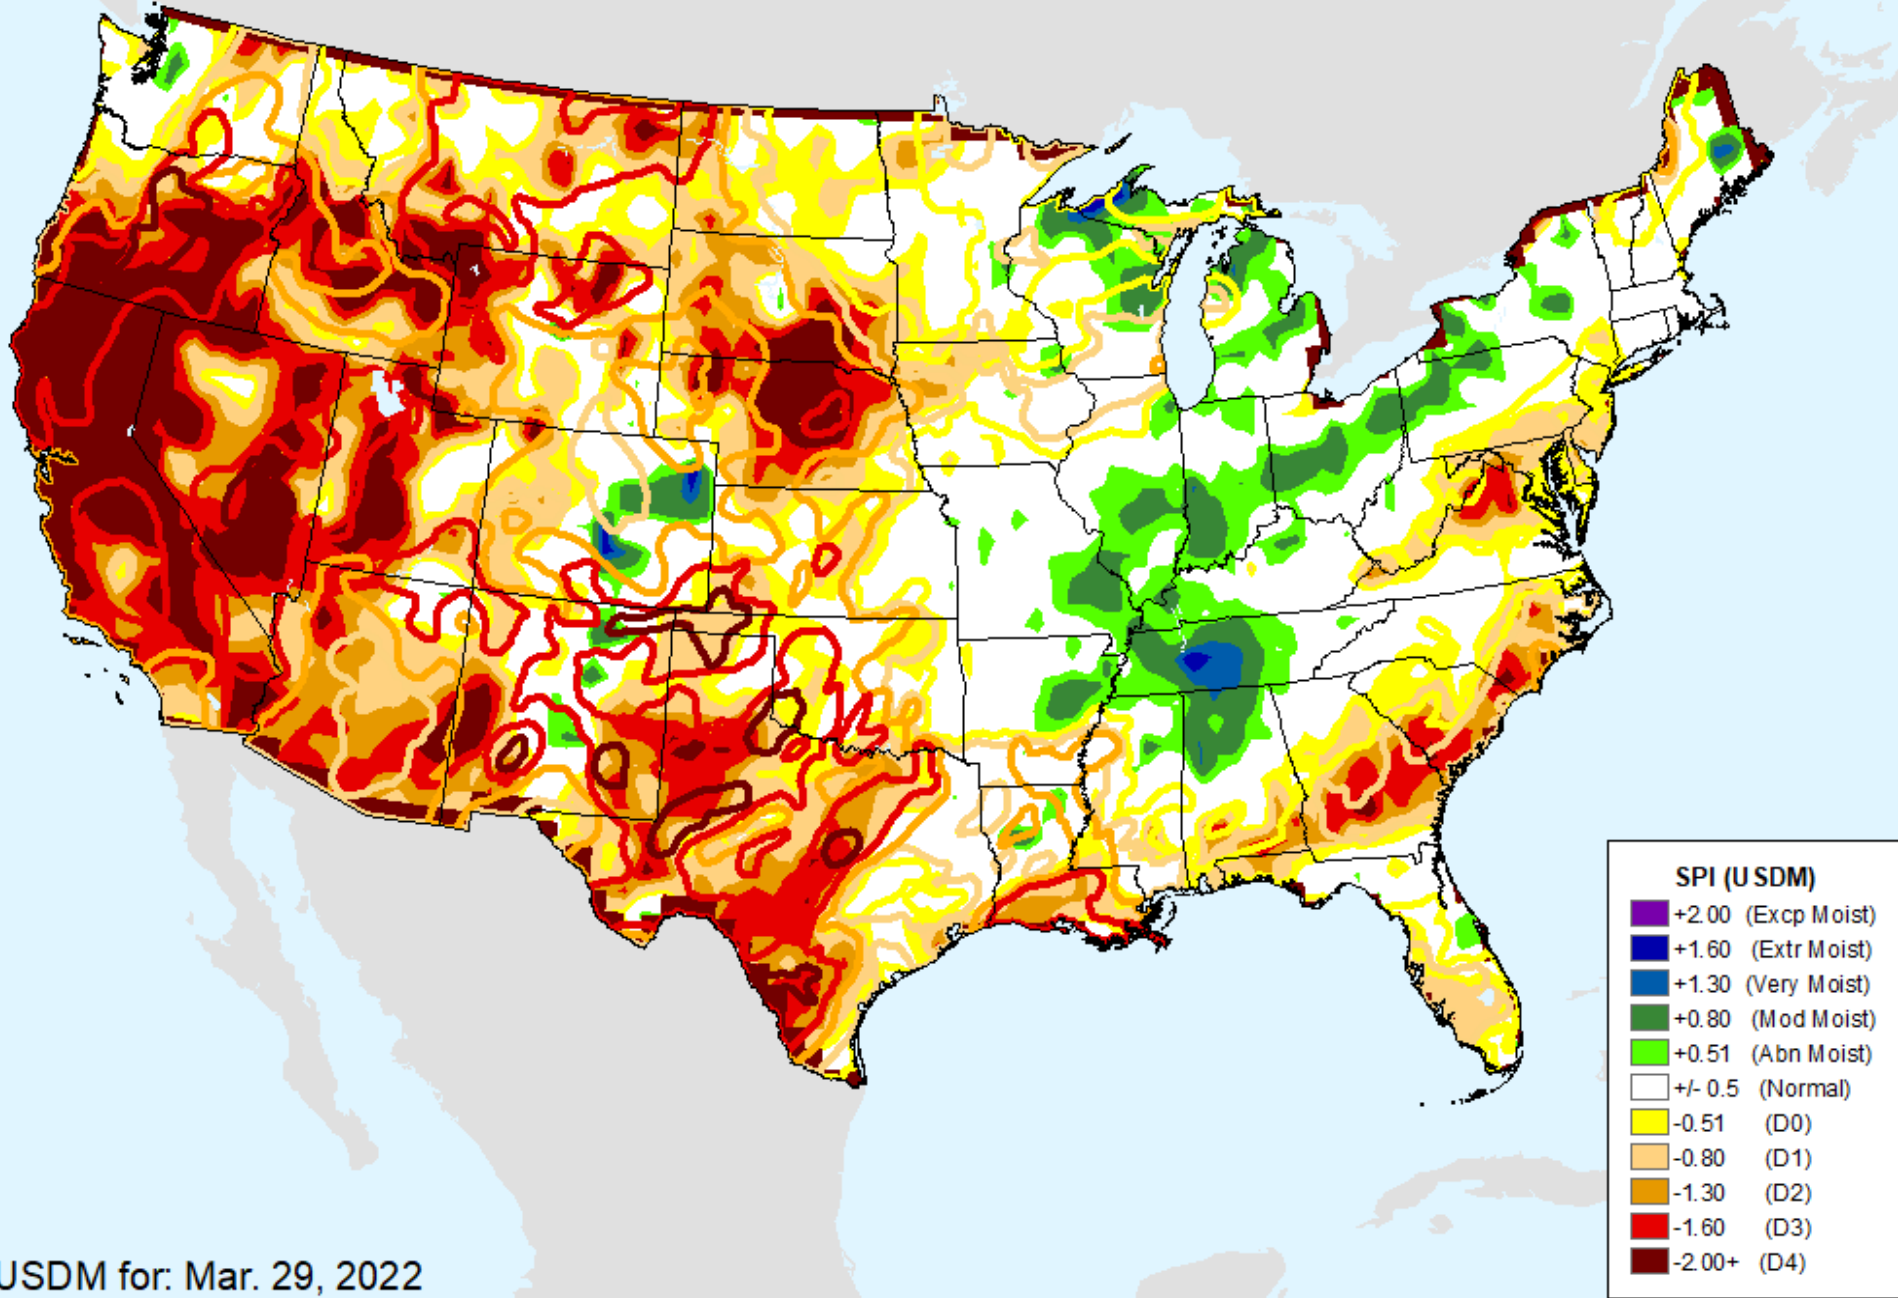 SPI (USDM)
+2.00 (Excp Moist)
+1.60 (Extr Moist)
+1.30 (Very Moist)
+0.80 (Mod Moist)
+0.51 (Abn Moist)
+/- 0.5 (Normal)
-0.51 (D0)
-0.80 (D1)
-1.30 (D2)
-1.60 (D3)
-2.00+ (D4)
USDM for: Mar. 29, 2022